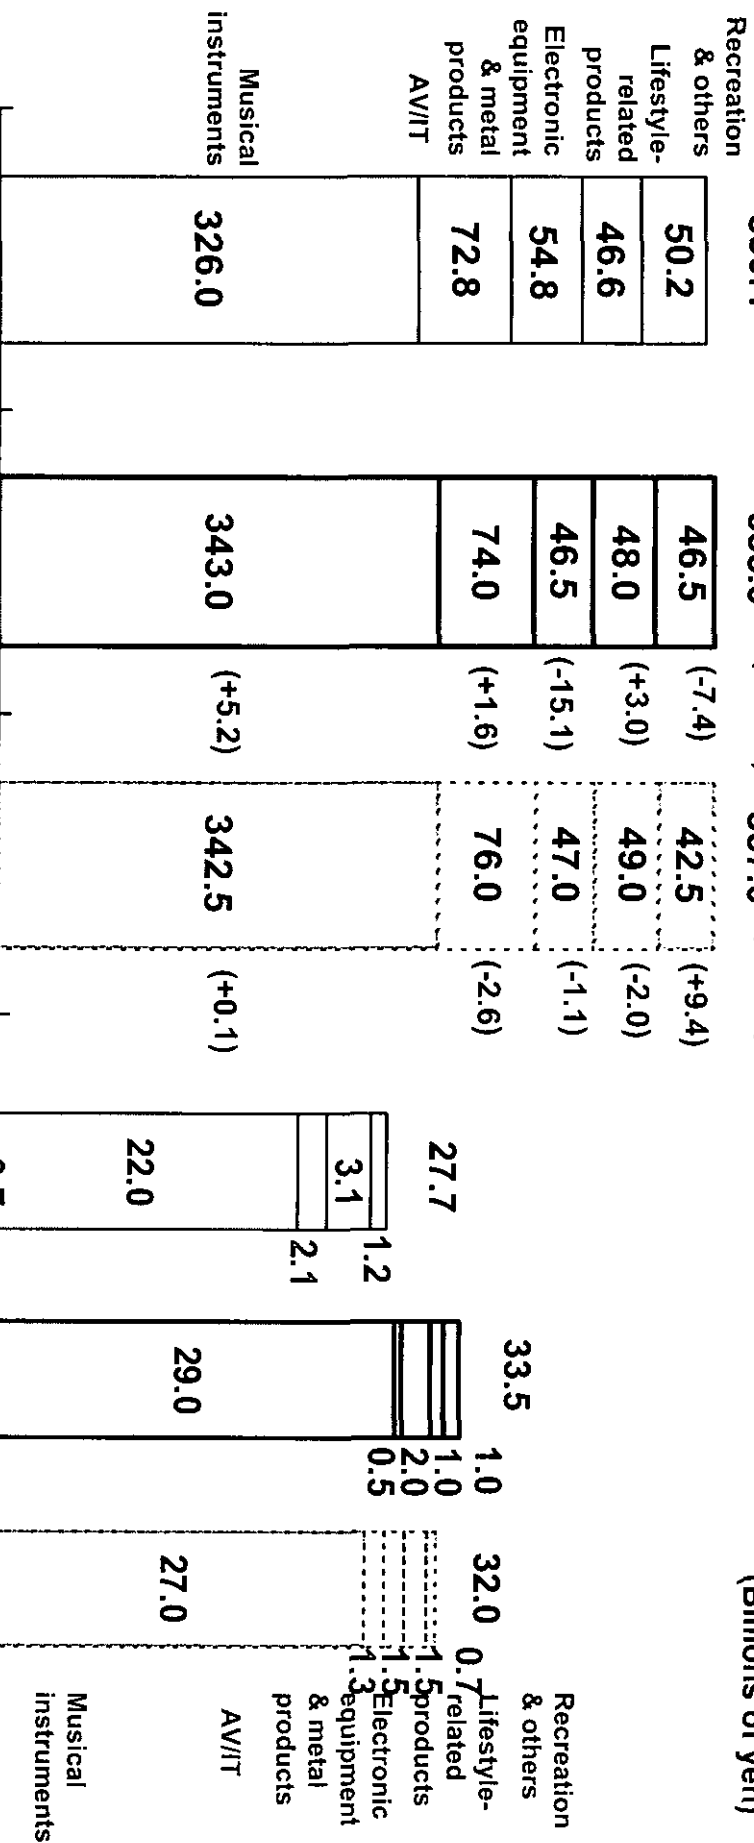 Recreation
& others
Lifestyle-
related
products
Electronic
equipment
& metal
products
AV/IT
Musical
instruments
50.2
46.6
54.8
72.8
326.0
46.5
48.0
46.5
74.0
343.0
(-7.4)
(+3.0)
(-15.1)
(+1.6)
(+5.2)
42.5
49.0
47.0
76.0
342.5
(+9.4)
(-2.0)
(-1.1)
(-2.6)
(+0.1)
27.7
1.2
3.1
2.1
22.0
33.5
1.0
1.0
2.0
0.5
29.0
32.0
0.7
1.5
1.5
1.3
27.0
(Billions of yen)
Recreation
& others
Lifestyle-
related
products
Electronic
equipment
& metal
products
AV/IT
Musical
instruments